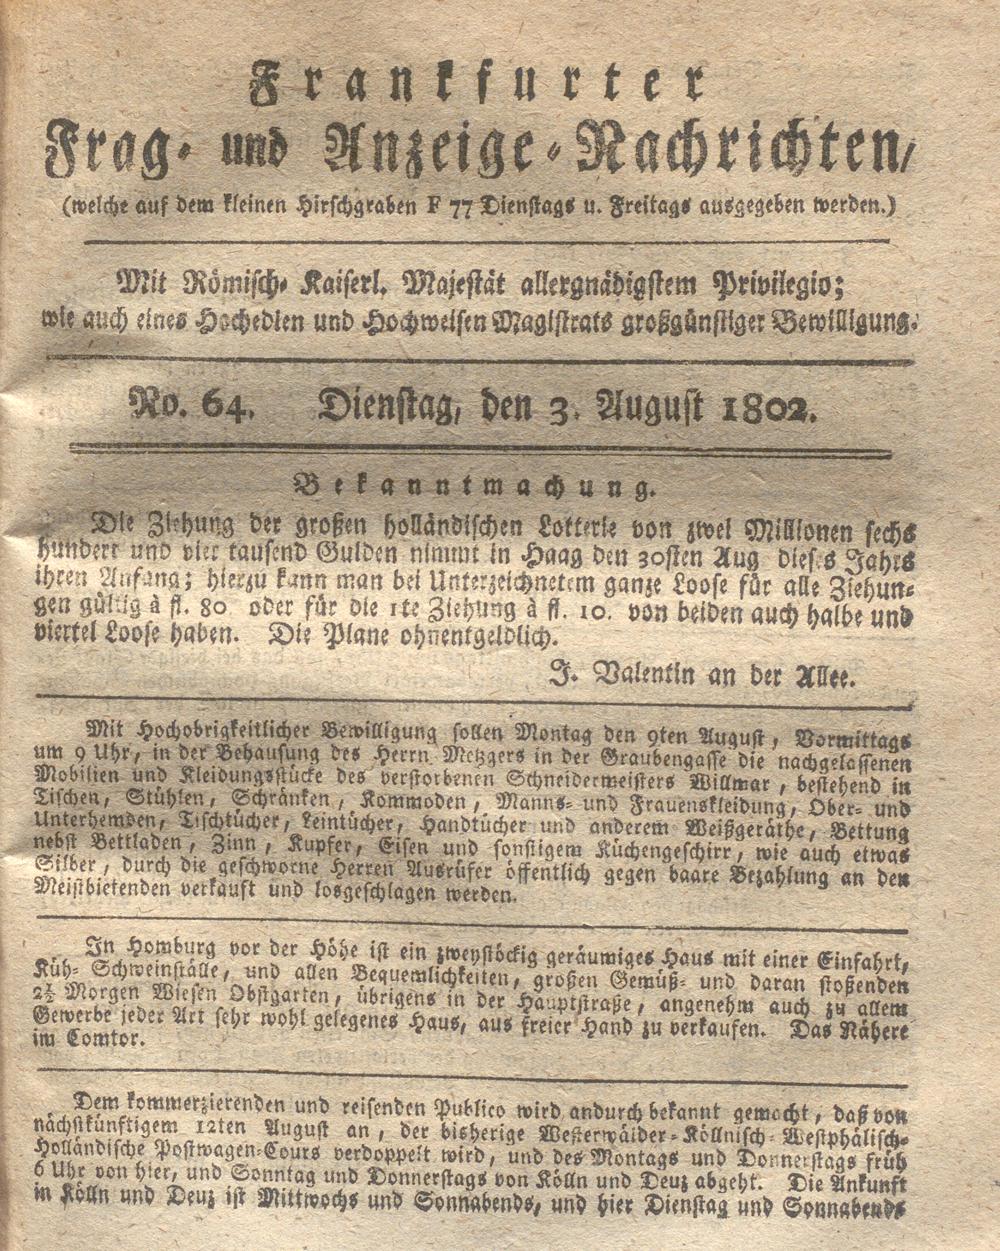 Frankfurter
Frag- und Anzeige-Nachrichten,
(welche auf dem kleinen Hirschgraben F 77 Dienstags u. Freitags ausgegeben werden.)
Mit Römisch- Kaiserl. Majestät allergnädigstem Privilegio;
wie auch eines Hochedlen und Hochweisen Magistrats großgünstiger Bewilligung.
No. 64. Dienstag, den 3. August 1802.
Bekanntmachung.
Die Ziehung der großen holländischen Lotterie von zwei Millionen sechs
hundert und vier tausend Gulden nimmt in Haag den 30sten Aug dieses Jahrs
ihren Anfang; hierzu kann man bei Unterzeichnetem ganze Loose für alle Ziehun-
gen gültig à fl. 80 oder für die 1te Ziehung à fl. 10. von beiden auch halbe und
viertel Loose haben. Die Plane ohnentgeldlich.
J. Valentin an der Allee.
Mit Hochobrigkeitlicher Bewilligung sollen Montag den 9ten August, Vormittags
um 9 Uhr, in der Behausung des Herrn Metzgers in der Graubengasse die nachgelassenen
Mobilien und Kleidungsstücke des verstorbenen Schneidermeisters Willmar, bestehend in
Tischen, Stühlen, Schränken, Kommoden, Manns- und Frauenskleidung, Ober- und
Unterhemden, Tischtücher, Leintücher, Handtücher und anderem Weißgeräthe, Bettung
nebst Bettladen, Zinn, Kupfer, Eisen und sonstigem Küchengeschirr, wie auch etwas
Silber, durch die geschworne Herren Ausrüfer öffentlich gegen baare Bezahlung an den
Meistbietenden verkauft und losgeschlagen werden.
In Homburg vor der Höhe ist ein zweystöckig geräumiges Haus mit einer Einfahrt,
Küh- Schweinställe, und allen Bequemlichkeiten, großen Gemüß- und daran stoßenden
2½ Morgen Wiesen Obstgarten, übrigens in der Hauptstraße, angenehm auch zu allem
Gewerbe jeder Art sehr wohl gelegenes Haus, aus freier Hand zu verkaufen. Das Nähere
im Comtor.
Dem kommerzierenden und reisenden Publico wird andurch bekannt gemacht, daß von
nächstkünftigem 12ten August an, der bisherige Westerwälder-Köllnisch-Westphälisch-
Holländische Postwagen-Cours verdoppelt wird, und des Montags und Donnerstags früh
6 Uhr von hier, und Sonntag und Donnerstags von Kölln und Deuz abgeht. Die Ankunft
in Kölln und Deuz ist Mittwochs und Sonnabends, und hier Dienstag und Sonnabends